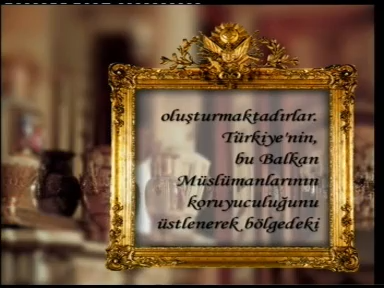 oluşturmaktadırlar.
Türkiye'nin,
bu Balkan
Müslümanlarının
koruyuculuğunu
üstlenerek bölgedeki